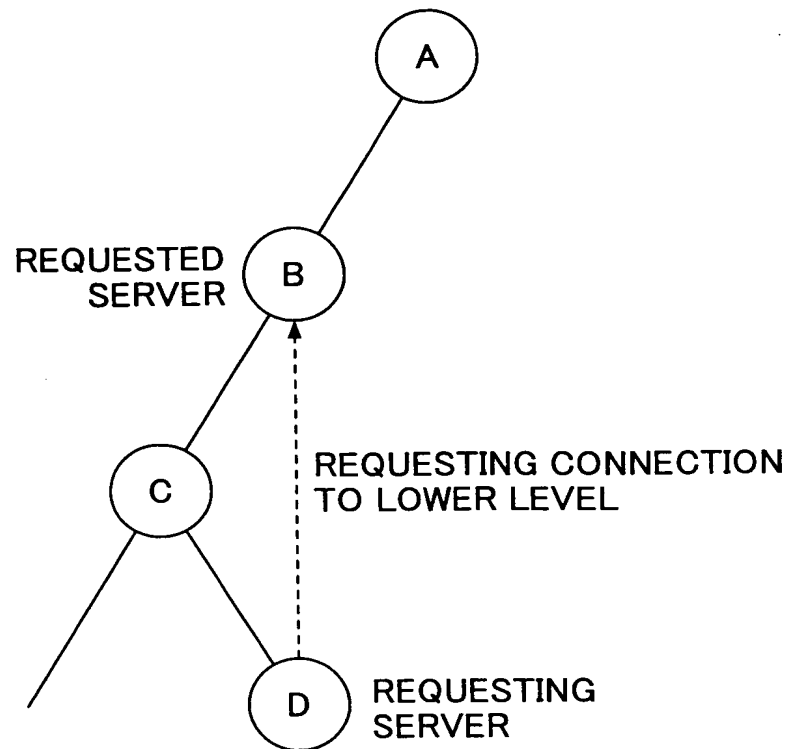 A
REQUESTED
SERVER
B
C
REQUESTING CONNECTION
TO LOWER LEVEL
D
REQUESTING
SERVER